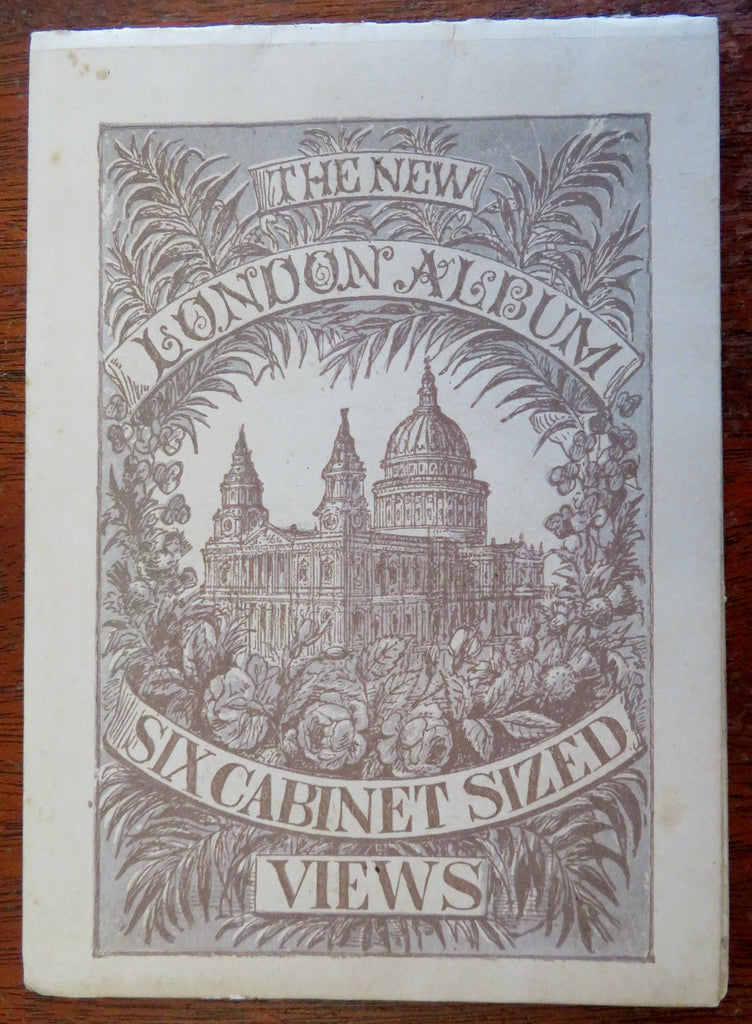 THE NEW
LONDON ALBUM
SIX CABINET SIZED
VIEWS